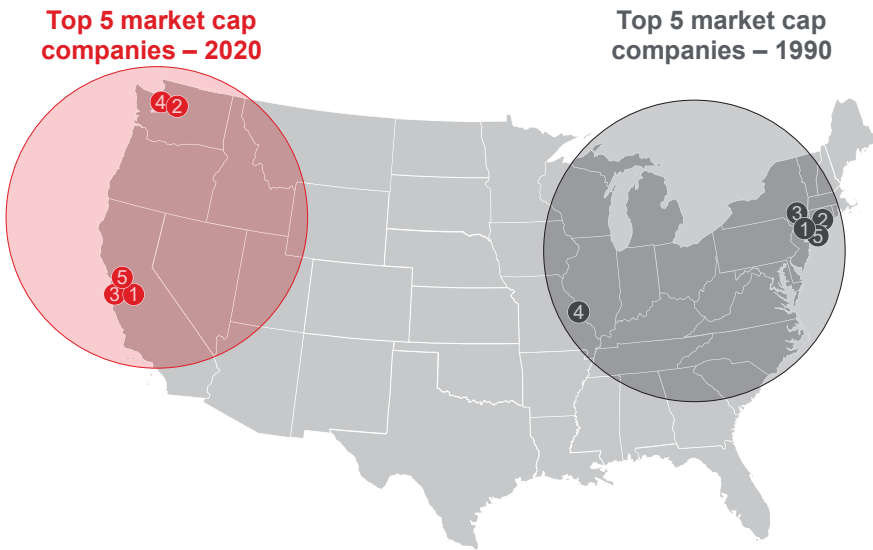 Top 5 market cap
companies – 2020
Top 5 market cap
companies – 1990
4 2
5
3 1
3
2
1
5
4